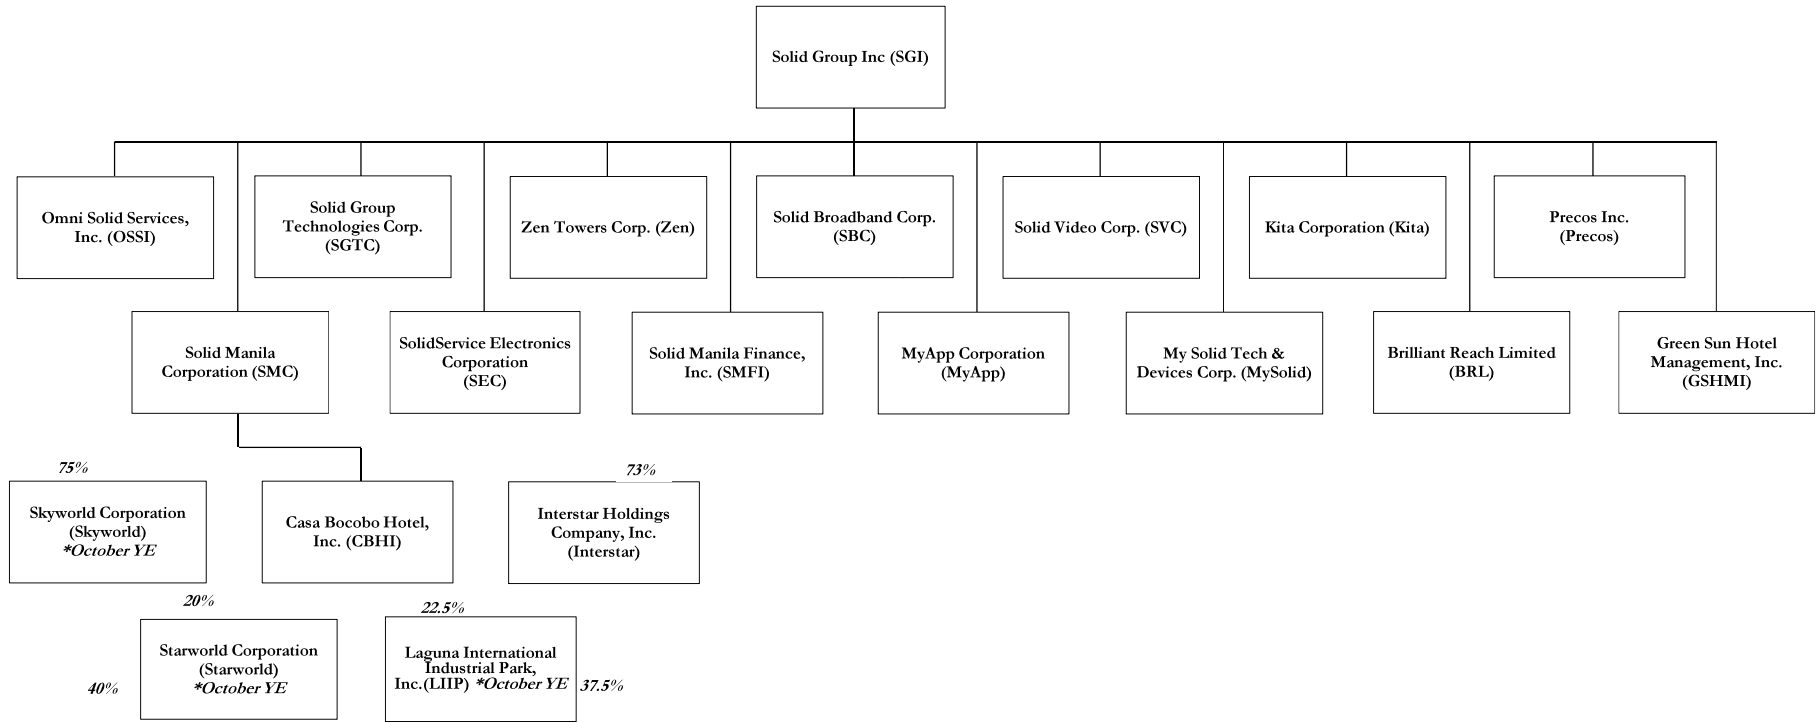 Solid Group Inc (SGI)
Omni Solid Services,
Inc. (OSSI)
Solid Group
Technologies Corp.
(SGTC)
Zen Towers Corp. (Zen)
Solid Broadband Corp.
(SBC)
Solid Video Corp. (SVC)
Kita Corporation (Kita)
Precos Inc.
(Precos)
Solid Manila
Corporation (SMC)
SolidService Electronics
Corporation
(SEC)
Solid Manila Finance,
Inc. (SMFI)
MyApp Corporation
(MyApp)
My Solid Tech &
Devices Corp. (MySolid)
Brilliant Reach Limited
(BRL)
Green Sun Hotel
Management, Inc.
(GSHMI)
75%
73%
Skyworld Corporation
(Skyworld)
*October YE
Casa Bocobo Hotel,
Inc. (CBHI)
Interstar Holdings
Company, Inc.
(Interstar)
20%
22.5%
Starworld Corporation
(Starworld)
*October YE
40%
Laguna International
Industrial Park,
Inc.(LIIP) *October YE
37.5%